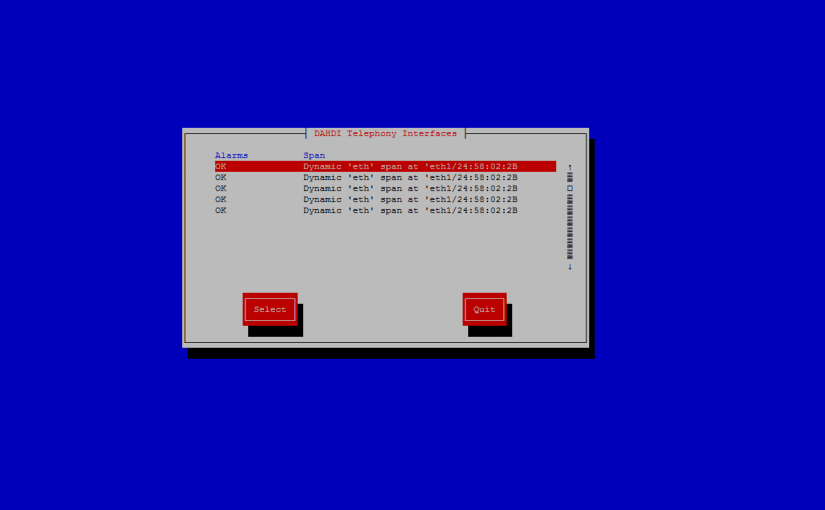 DAHDI Telephony Interfaces
Alarms Span
OK Dynamic 'eth' span at 'eth1/24:58:02:2B
OK Dynamic 'eth' span at 'eth1/24:58:02:2B
OK Dynamic 'eth' span at 'eth1/24:58:02:2B
OK Dynamic 'eth' span at 'eth1/24:58:02:2B
OK Dynamic 'eth' span at 'eth1/24:58:02:2B
Select Quit